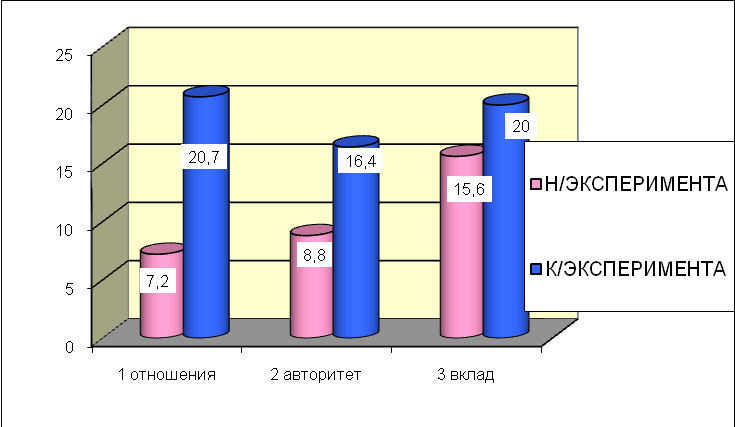 25
20
15
10
5
0
20,7
7,2
8,8
16,4
15,6
20
Н/ЭКСПЕРИМЕНТА
К/ЭКСПЕРИМЕНТА
1 отношения
2 авторитет
3 вклад